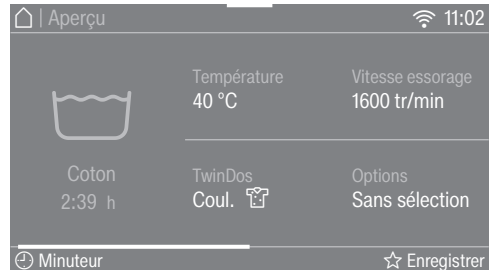 Aperçu 11:02
Température Vitesse essorage
40 °C 1600 tr/min
Coton TwinDos Options
2:39 h Coul. Sans sélection
Minuteur Enregistrer